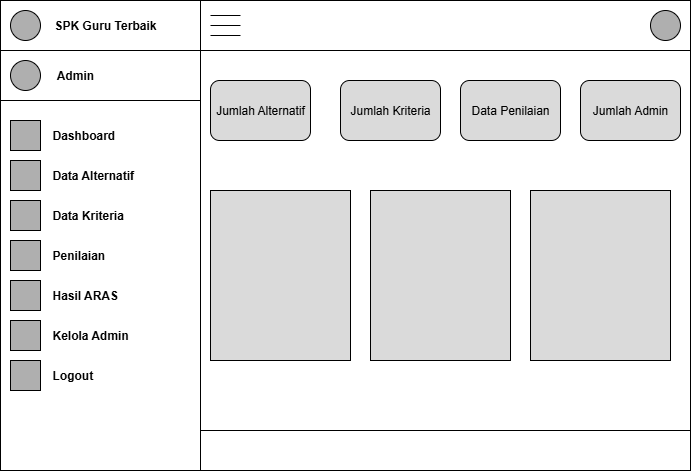 SPK Guru Terbaik
Admin
Dashboard
Data Alternatif
Data Kriteria
Penilaian
Hasil ARAS
Kelola Admin
Logout
Jumlah Alternatif
Jumlah Kriteria
Data Penilaian
Jumlah Admin